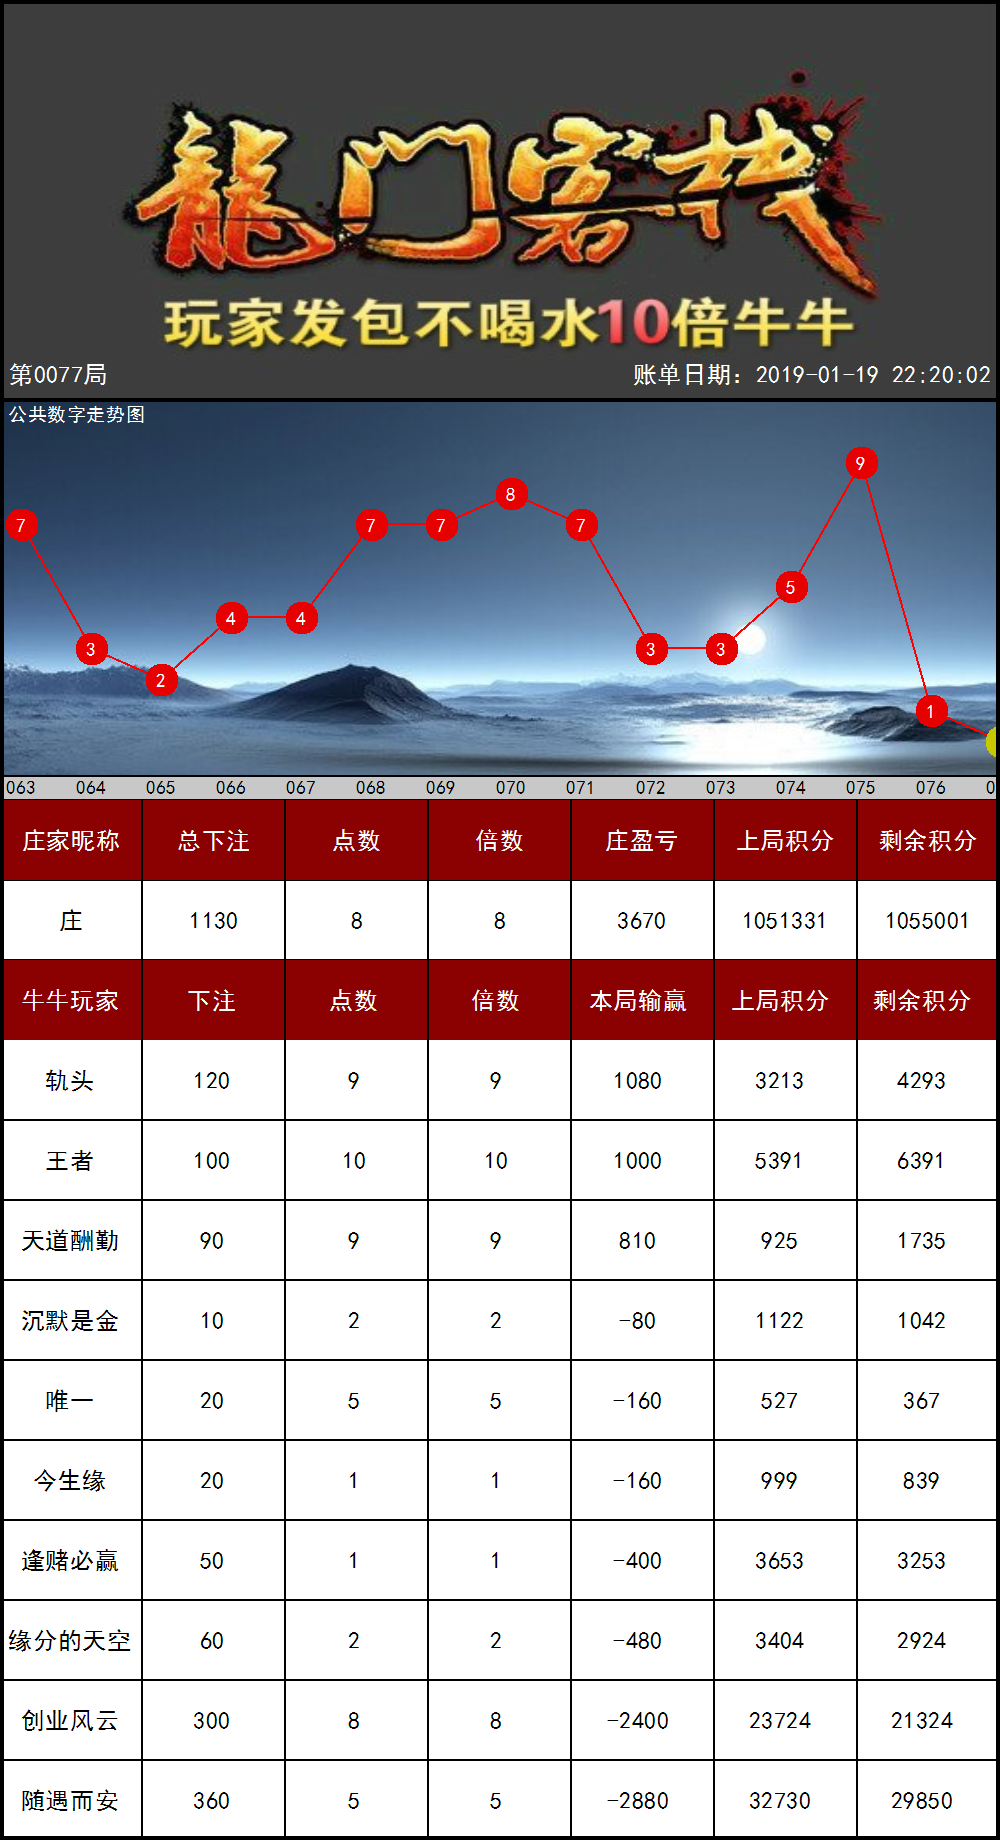 龍门客栈
玩家发包不喝水10倍牛牛
第0077局 账单日期：2019-01-19 22:20:02
公共数字走势图
7 3 2 4 4 7 7 8 7 3 3 5 9 1
063 064 065 066 067 068 069 070 071 072 073 074 075 076 0
庄家昵称 总下注 点数 倍数 庄盈亏 上局积分 剩余积分
庄 1130 8 8 3670 1051331 1055001
牛牛玩家 下注 点数 倍数 本局输赢 上局积分 剩余积分
轨头 120 9 9 1080 3213 4293
王者 100 10 10 1000 5391 6391
天道酬勤 90 9 9 810 925 1735
沉默是金 10 2 2 -80 1122 1042
唯一 20 5 5 -160 527 367
今生缘 20 1 1 -160 999 839
逢赌必赢 50 1 1 -400 3653 3253
缘分的天空 60 2 2 -480 3404 2924
创业风云 300 8 8 -2400 23724 21324
随遇而安 360 5 5 -2880 32730 29850